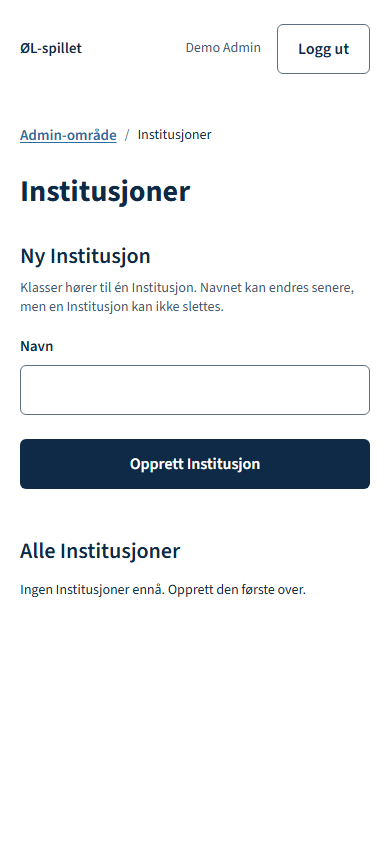 ØL-spillet
Demo Admin
Logg ut
Admin-område / Institusjoner
Institusjoner
Ny Institusjon
Klasser hører til én Institusjon. Navnet kan endres senere,
men en Institusjon kan ikke slettes.
Navn
Opprett Institusjon
Alle Institusjoner
Ingen Institusjoner ennå. Opprett den første over.